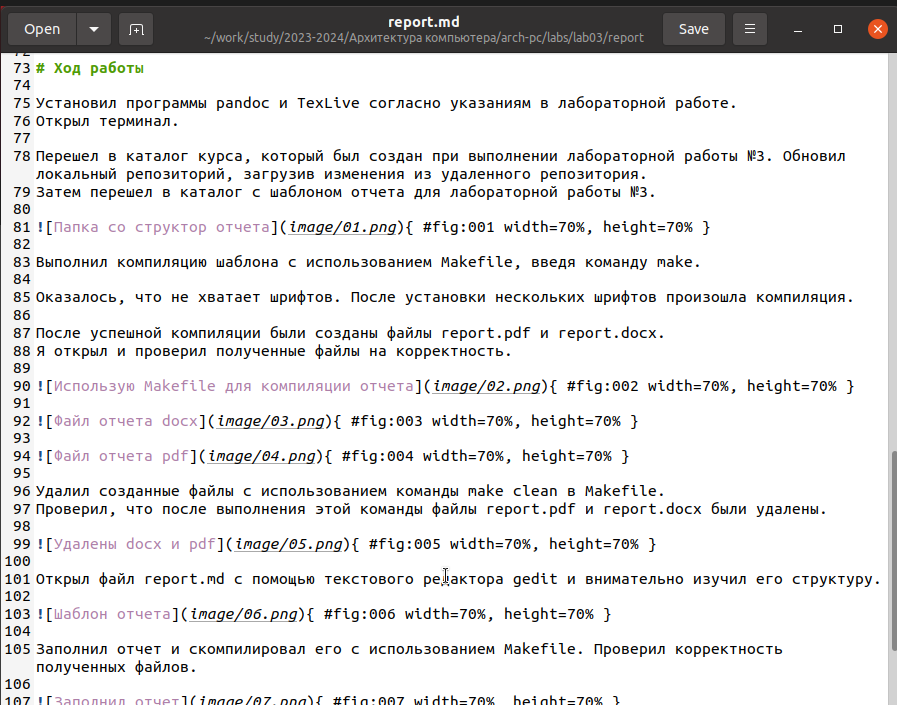 report.md
Open
~/work/study/2023-2024/Архитектура компьютера/arch-pc/labs/lab03/report
Save
72
73 # Ход работы
74
75 Установил программы pandoc и TexLive согласно указаниям в лабораторной работе.
76 Открыл терминал.
77
78 Перешел в каталог курса, который был создан при выполнении лабораторной работы №3. Обновил
локальный репозиторий, загрузив изменения из удаленного репозитория.
79 Затем перешел в каталог с шаблоном отчета для лабораторной работы №3.
80
81 ![Папка со структор отчета](image/01.png){ #fig:001 width=70%, height=70% }
82
83 Выполнил компиляцию шаблона с использованием Makefile, введя команду make.
84
85 Оказалось, что не хватает шрифтов. После установки нескольких шрифтов произошла компиляция.
86
87 После успешной компиляции были созданы файлы report.pdf и report.docx.
88 Я открыл и проверил полученные файлы на корректность.
89
90 ![Использую Makefile для компиляции отчета](image/02.png){ #fig:002 width=70%, height=70% }
91
92 ![Файл отчета docx](image/03.png){ #fig:003 width=70%, height=70% }
93
94 ![Файл отчета pdf](image/04.png){ #fig:004 width=70%, height=70% }
95
96 Удалил созданные файлы с использованием команды make clean в Makefile.
97 Проверил, что после выполнения этой команды файлы report.pdf и report.docx были удалены.
98
99 ![Удалены docx и pdf](image/05.png){ #fig:005 width=70%, height=70% }
100
101 Открыл файл report.md с помощью текстового редактора gedit и внимательно изучил его структуру.
102
103 ![Шаблон отчета](image/06.png){ #fig:006 width=70%, height=70% }
104
105 Заполнил отчет и скомпилировал его с использованием Makefile. Проверил корректность
полученных файлов.
106
107 ![Заполнил отчет](image/07.png){ #fig:007 width=70%, height=70% }